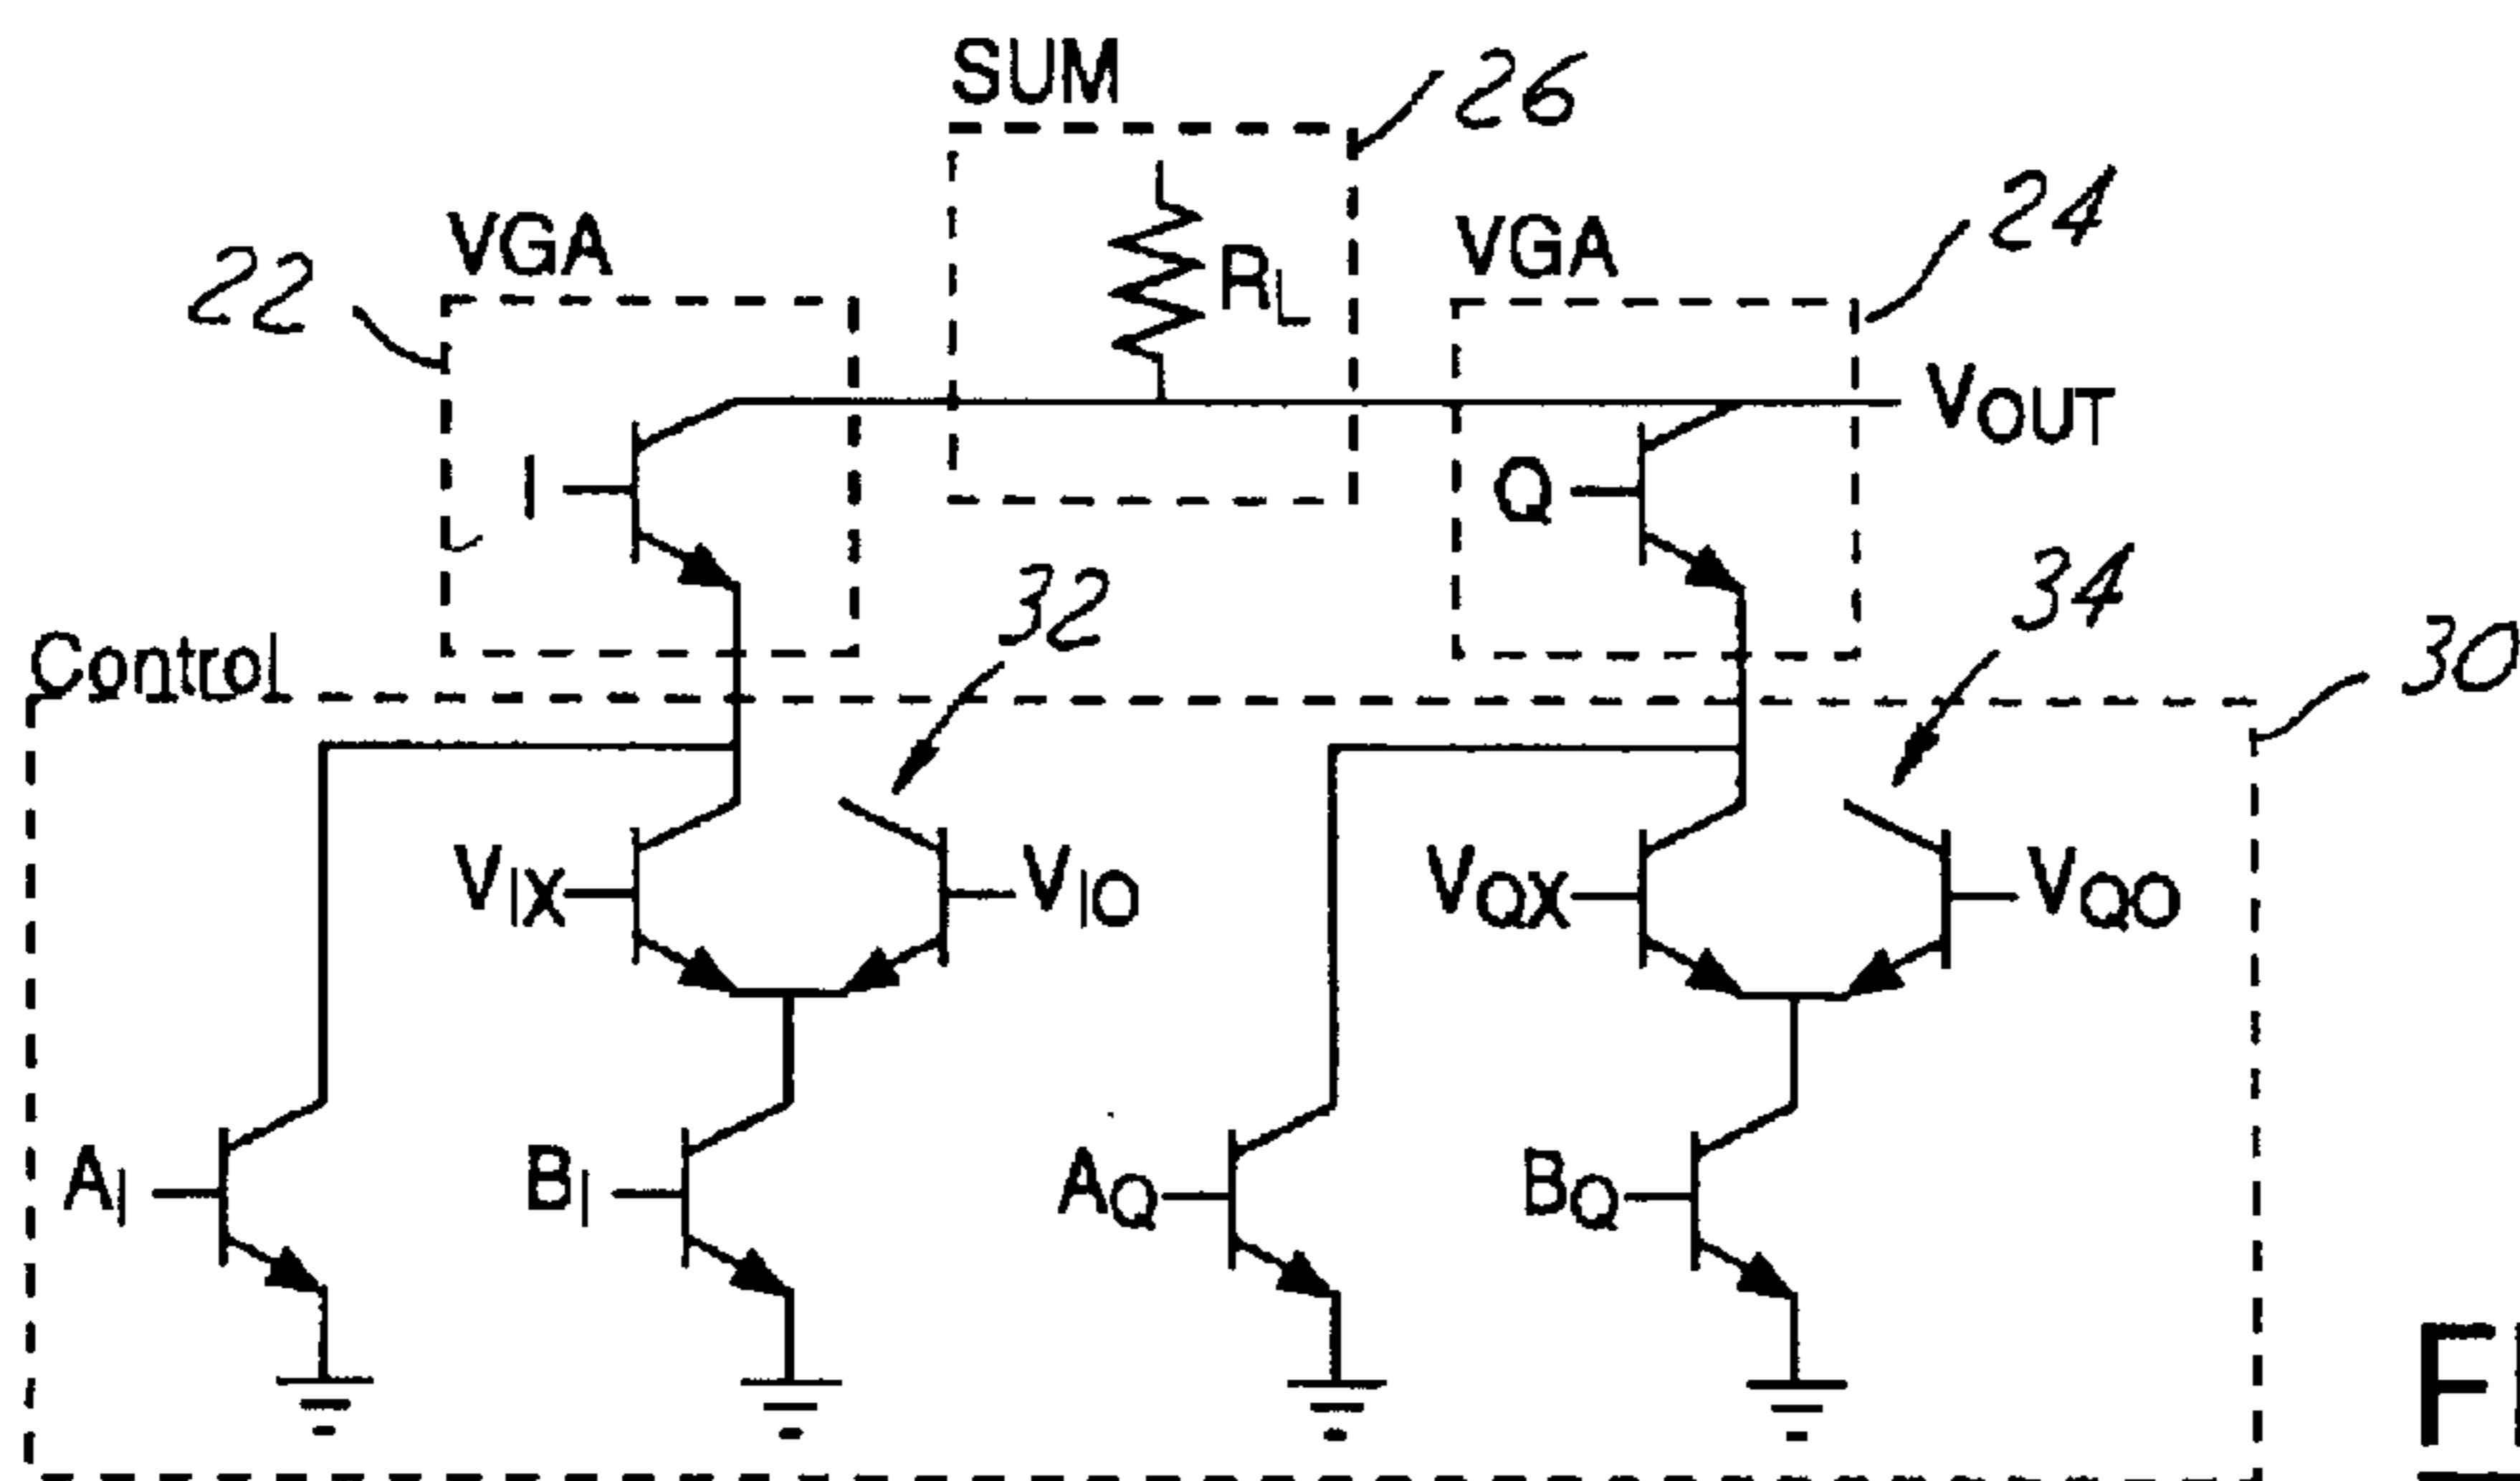 SUM
26
VGA
22
RL
VGA
24
VOUT
I
Q
32
34
Control
30
VIX
VIO
VQX
VQO
AI
BI
AQ
BQ